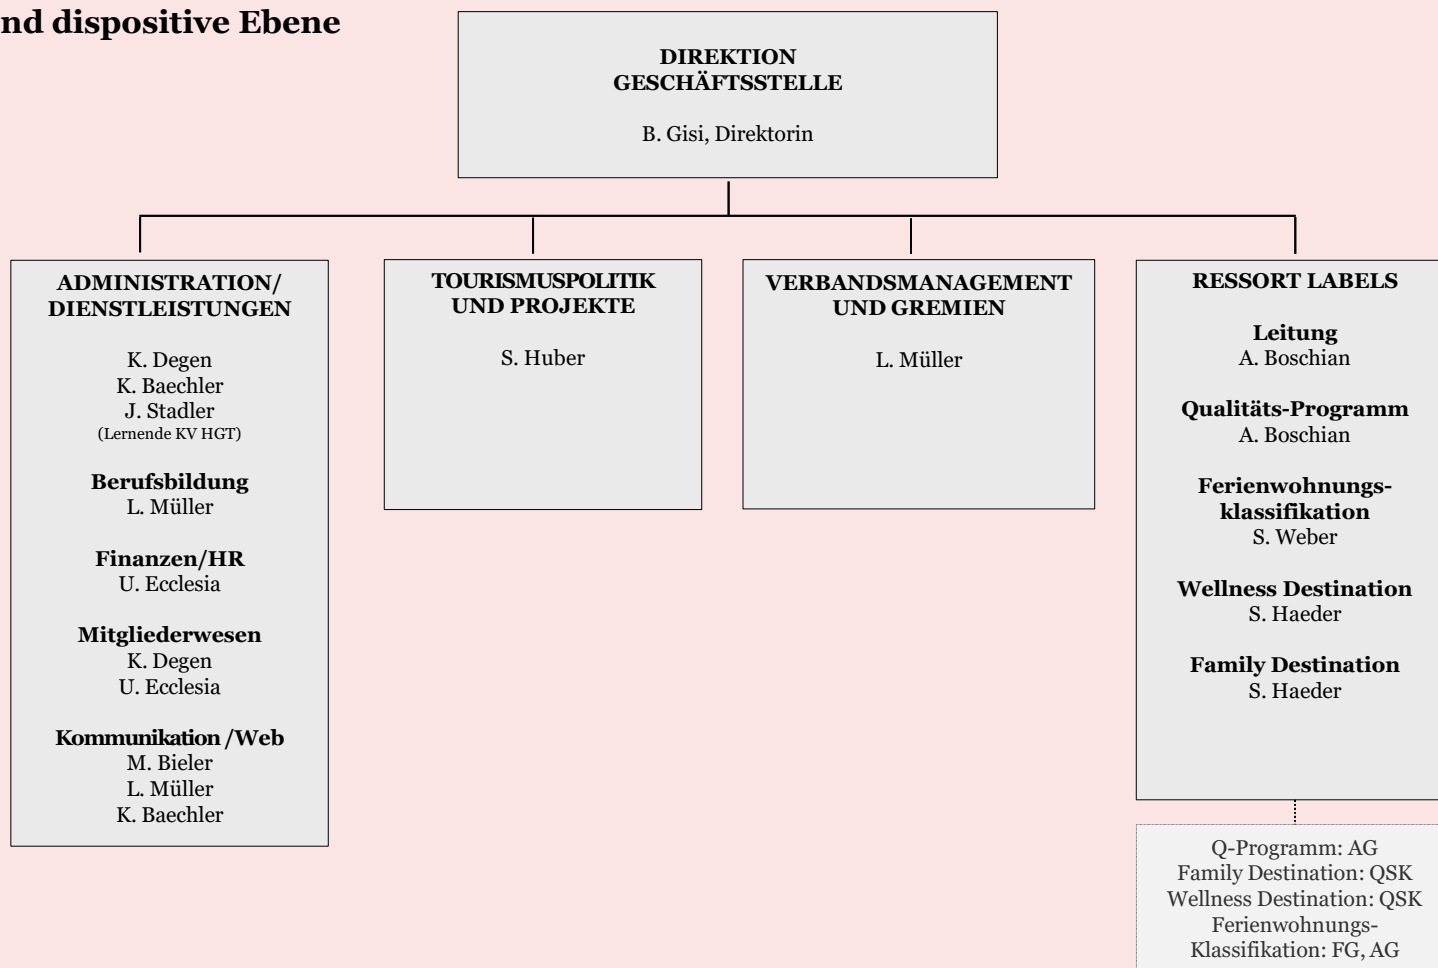 nd dispositive Ebene
DIREKTION
GESCHÄFTSSTELLE
B. Gisi, Direktorin
ADMINISTRATION/
DIENSTLEISTUNGEN
K. Degen
K. Baechler
J. Stadler
(Lernende KV HGT)
Berufsbildung
L. Müller
Finanzen/HR
U. Ecclesia
Mitgliederwesen
K. Degen
U. Ecclesia
Kommunikation/Web
M. Bieler
L. Müller
K. Baechler
TOURISMUSPOLITIK
UND PROJEKTE
S. Huber
VERBANDSMANAGEMENT
UND GREMIEN
L. Müller
RESSORT LABELS
Leitung
A. Boschian
Qualitäts-Programm
A. Boschian
Ferienwohnungs-
klassifikation
S. Weber
Wellness Destination
S. Haeder
Family Destination
S. Haeder
Q-Programm: AG
Family Destination: QSK
Wellness Destination: QSK
Ferienwohnungs-
Klassifikation: FG, AG